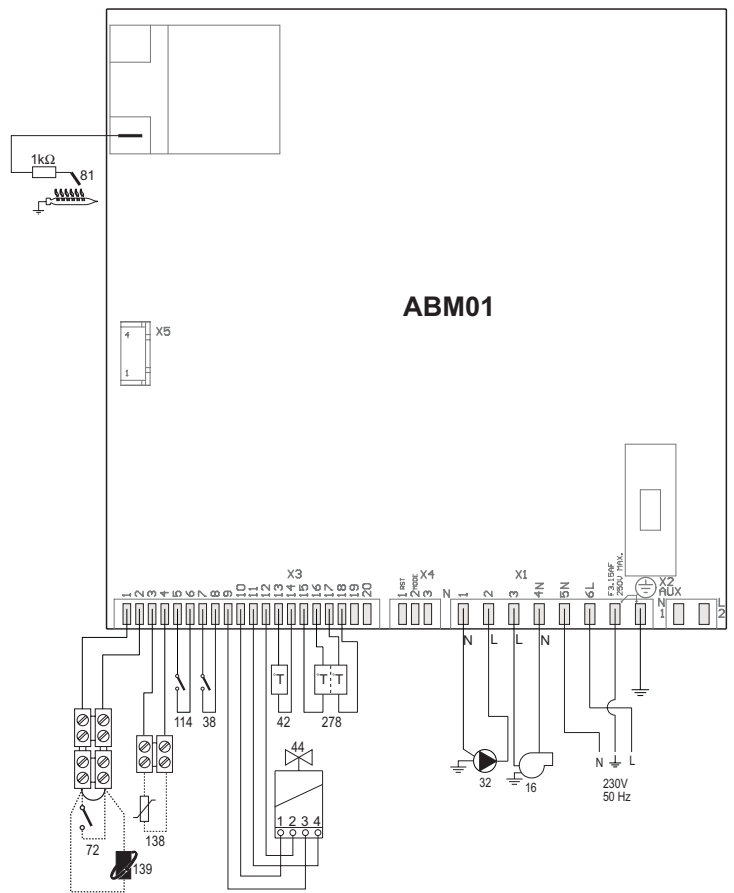 1kΩ
81
ABM01
4
X5
1
F3.15AF
250V MAX.
X3
X4
X1
X2
AUX
1 2 3 4 5 6 7 8 9 10 11 12 13 14 15 16 17 18 19 20
1 RST 2 MODE 3
N 1 2 3 4N 5N 6L
N L
1 2
N L L N
114 38 42 278
44
32 16
N L
230V
50 Hz
1 2 3 4
72 138
139